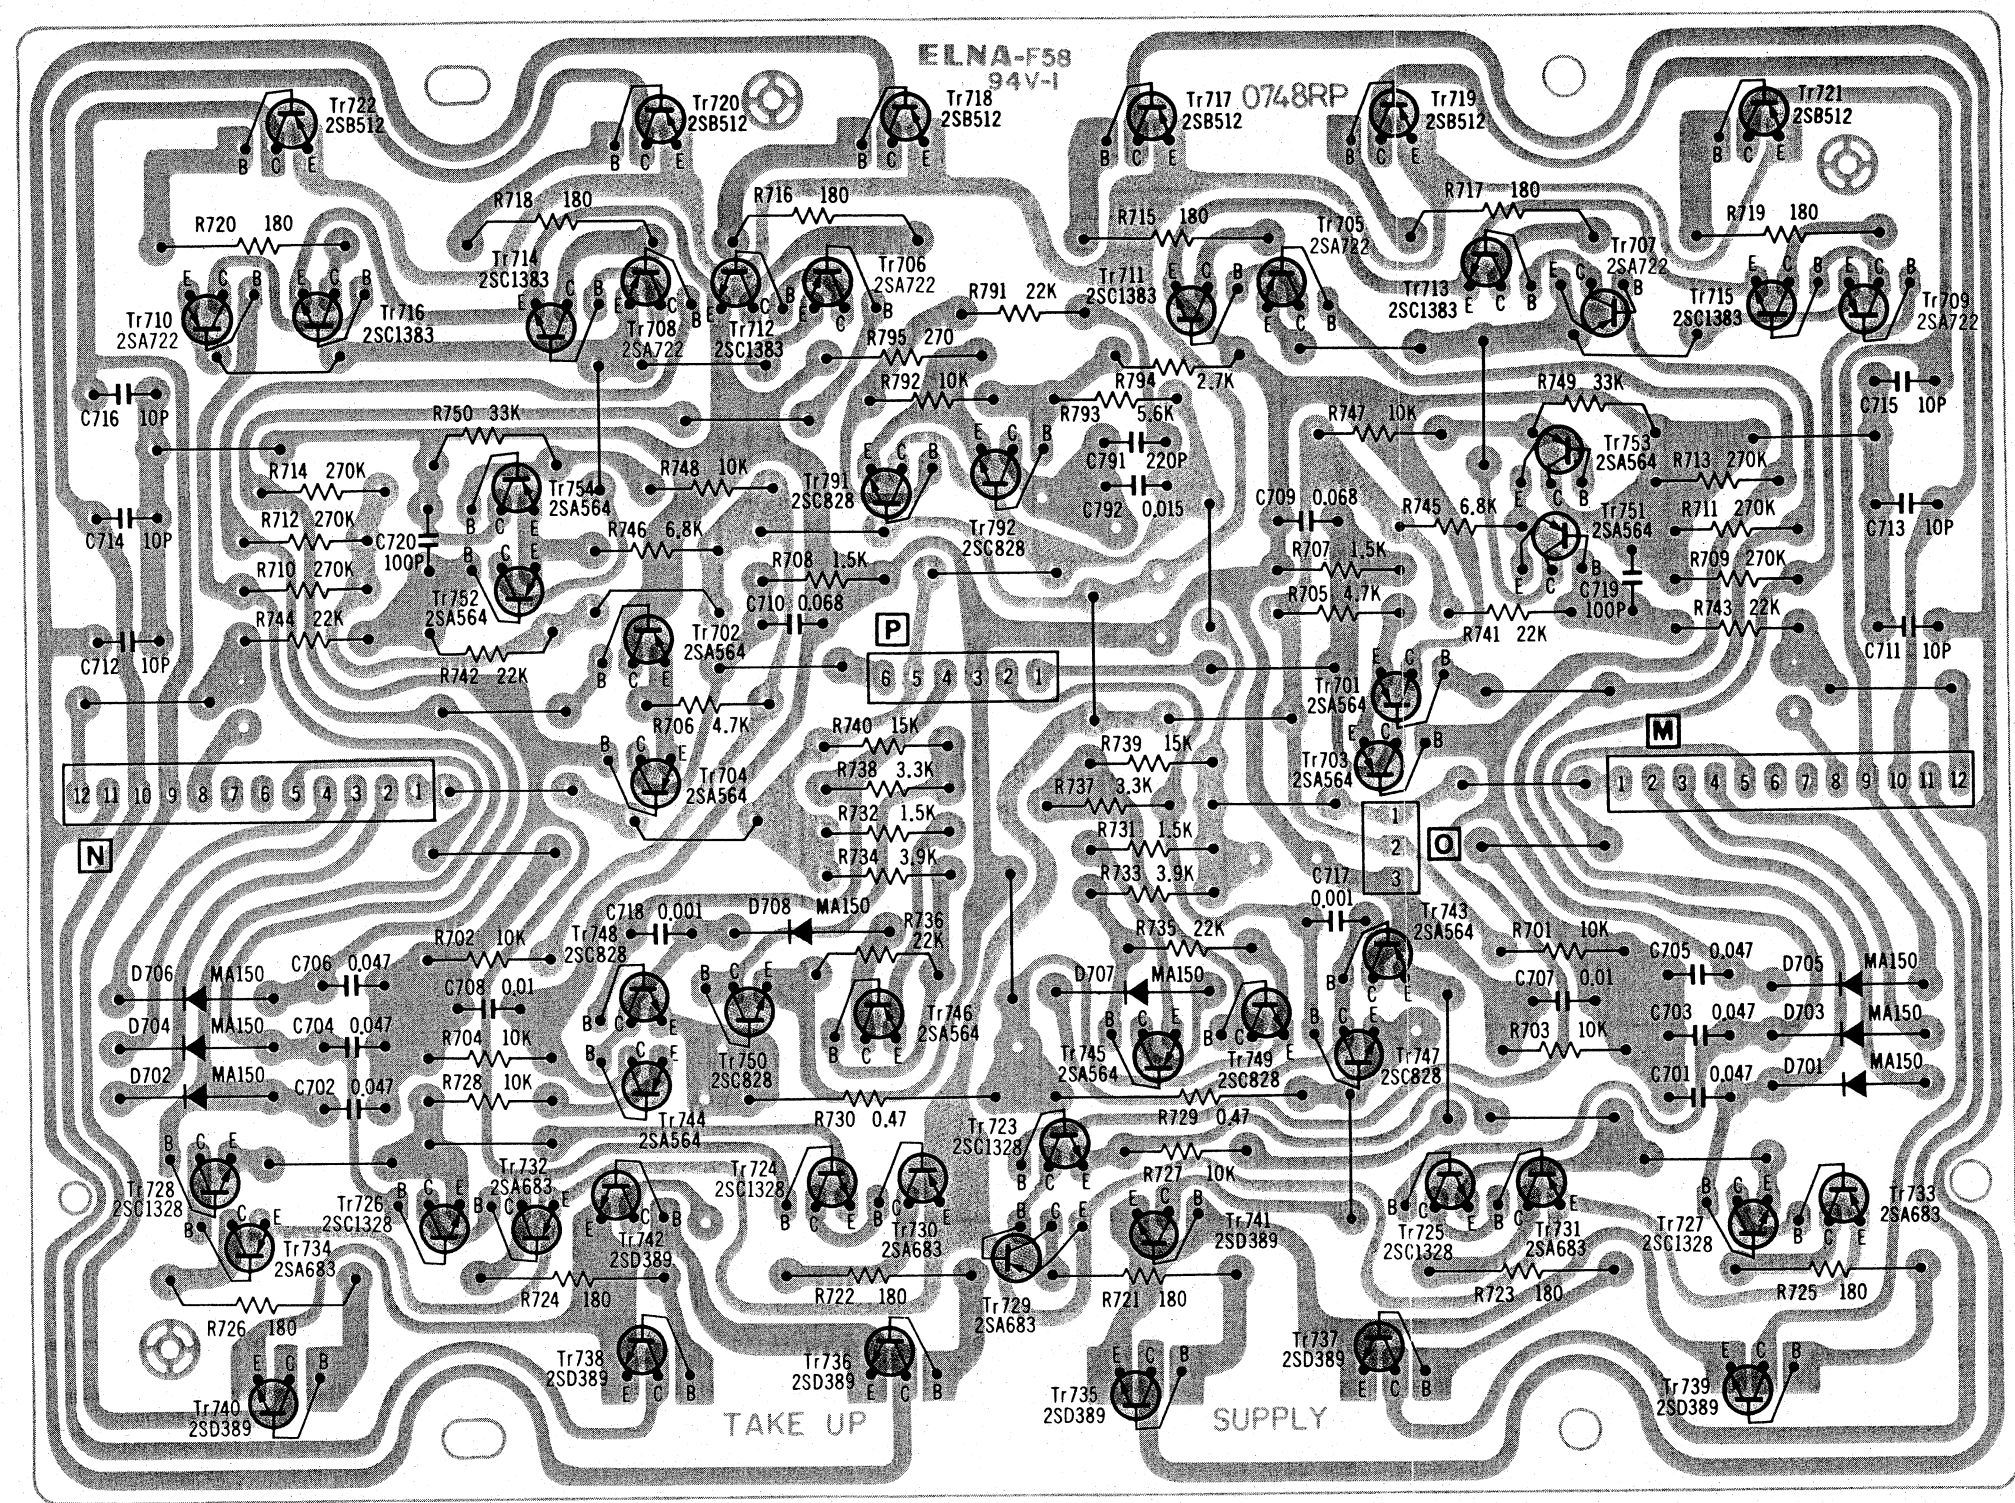 ELNA-F58
94V-1
0748RP
Tr722
2SB512
B C E
Tr720
2SB512
B C E
Tr718
2SB512
B C E
Tr717
2SB512
B C E
Tr719
2SB512
B C E
Tr721
2SB512
B C E
R720 180
R718 180
R716 180
R715 180
R717 180
R719 180
Tr710
2SA722
E C B
Tr716
2SC1383
E C B
Tr714
2SC1383
E C B
Tr708
2SA722
E C B
Tr712
2SC1383
E C B
Tr706
2SA722
E C B
R791 22K
Tr711
2SC1383
E C B
Tr705
2SA722
E C B
Tr713
2SC1383
E C B
Tr707
2SA722
E C B
Tr715
2SC1383
E C B
Tr709
2SA722
E C B
R795 270
R792 10K
R794 2.7K
R793 5.6K
C716 10P
R750 33K
R747 10K
R749 33K
C715 10P
R714 270K
Tr754
2SA564
B C E
R748 10K
Tr791
2SC828
E C B
Tr792
2SC828
E C B
C791 220P
C792 0.015
C709 0.068
R745 6.8K
Tr753
2SA564
E C B
R713 270K
C714 10P
R712 270K
C720
100P
R746 6.8K
Tr751
2SA564
E C B
R711 270K
C713 10P
R710 270K
Tr752
2SA564
B C E
R708 1.5K
C710 0.068
R707 1.5K
R705 4.7K
C719
100P
R709 270K
R744 22K
R743 22K
C712 10P
R742 22K
Tr702
2SA564
B C E
P
6 5 4 3 2 1
R741 22K
C711 10P
Tr701
2SA564
E C B
R706 4.7K
Tr704
2SA564
B C E
R740 15K
R738 3.3K
R732 1.5K
R734 3.9K
R739 15K
R737 3.3K
R731 1.5K
R733 3.9K
Tr703
2SA564
E C B
M
1 2 3 4 5 6 7 8 9 10 11 12
12 11 10 9 8 7 6 5 4 3 2 1
N
1
2
3
O
C717
0.001
C718 0.001
D708 MA150
R736
22K
R735 22K
Tr743
2SA564
B C E
R701 10K
R702 10K
Tr748
2SC828
B C E
D706 MA150
C706 0.047
C708 0.01
D707 MA150
C707 0.01
C705 0.047
D705 MA150
D704 MA150
C704 0.047
R704 10K
Tr750
2SC828
B C E
Tr746
2SA564
B C E
Tr745
2SA564
B C E
Tr749
2SC828
B C E
Tr747
2SC828
B C E
R703 10K
C703 0.047
D703 MA150
D702 MA150
C702 0.047
R728 10K
Tr744
2SA564
B C E
R730 0.47
R729 0.47
C701 0.047
D701 MA150
Tr728
2SC1328
B C E
Tr734
2SA683
B C E
Tr726
2SC1328
B C E
Tr732
2SA683
B C E
Tr742
2SD389
E C B
Tr724
2SC1328
B C E
Tr730
2SA683
B C E
Tr723
2SC1328
B C E
R727 10K
Tr729
2SA683
B C E
Tr741
2SD389
E C B
Tr725
2SC1328
B C E
Tr731
2SA683
B C E
Tr727
2SC1328
B C E
Tr733
2SA683
B C E
R726 180
R724 180
R722 180
R721 180
R723 180
R725 180
Tr740
2SD389
E C B
Tr738
2SD389
E C B
Tr736
2SD389
E C B
Tr735
2SD389
E C B
Tr737
2SD389
E C B
Tr739
2SD389
E C B
TAKE UP
SUPPLY